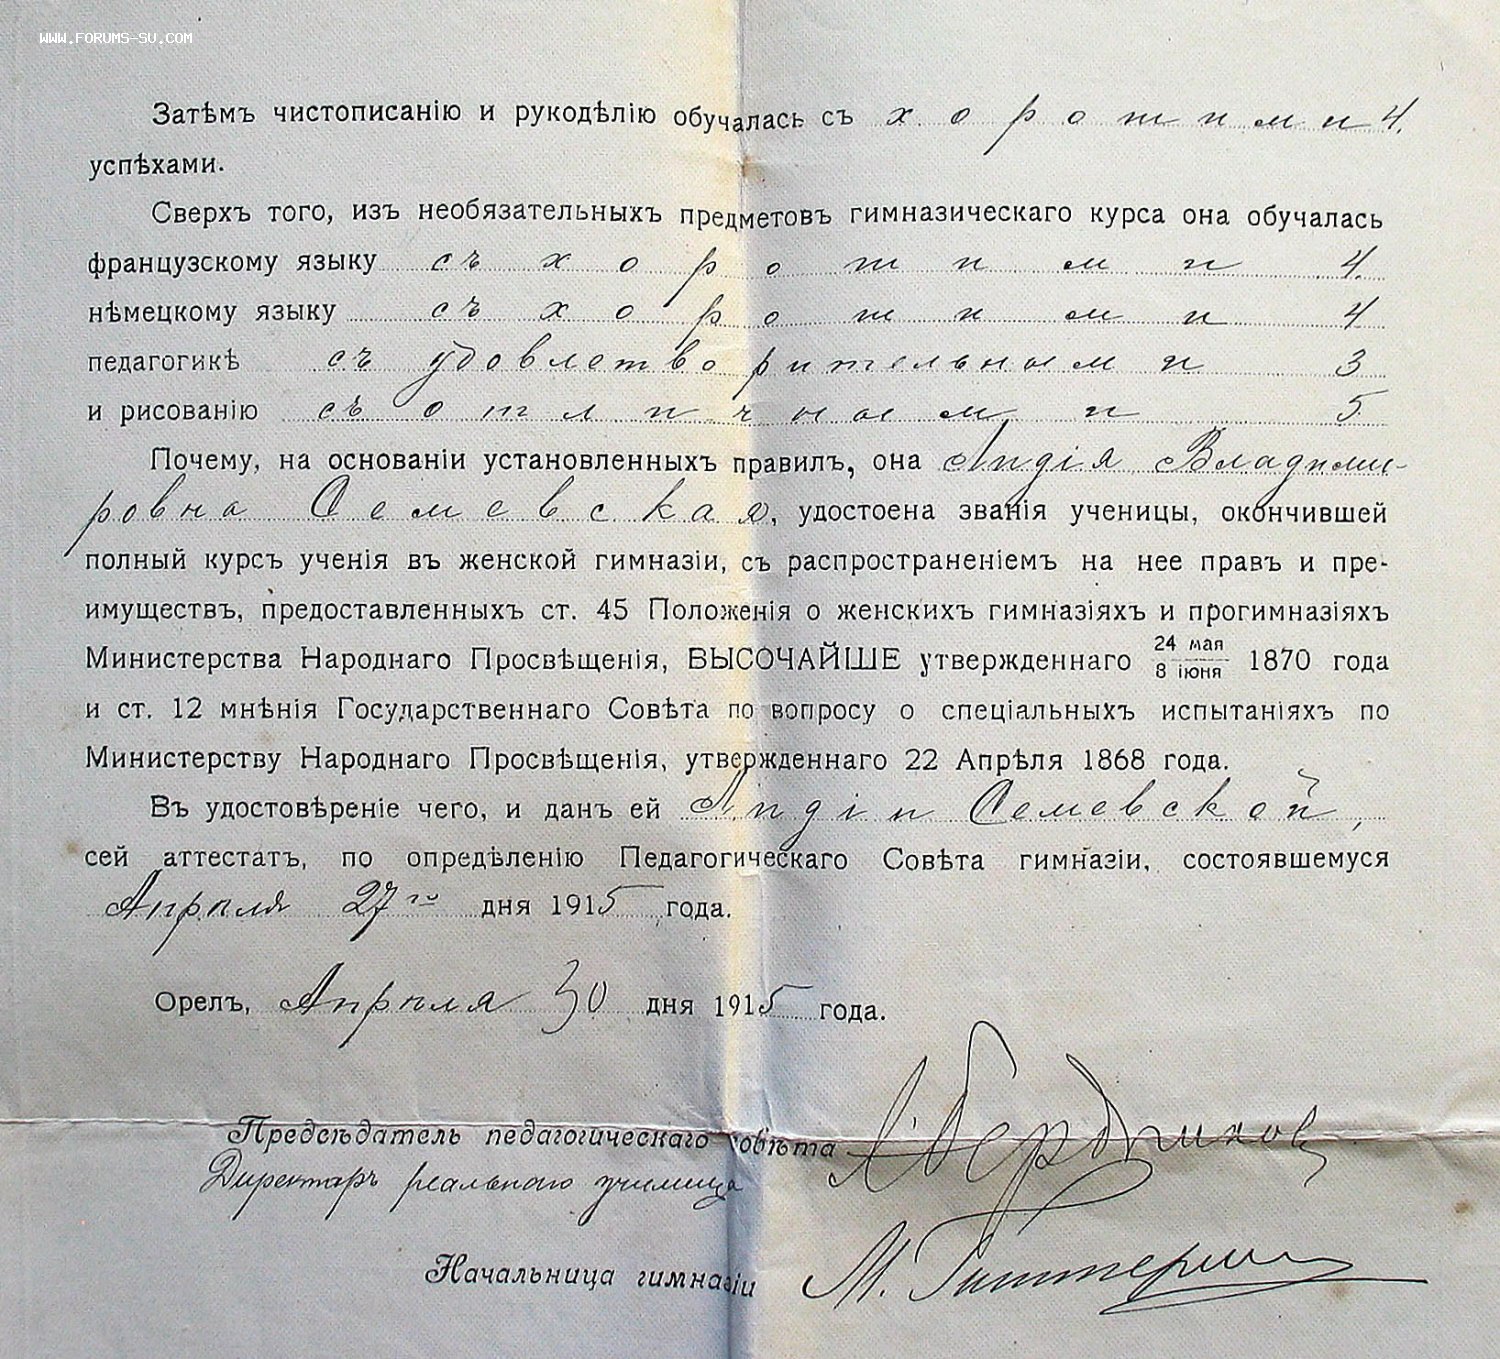 WWW.FORUMS-SU.COM
Затѣмъ чистописанію и рукодѣлію обучалась съ хорошими 4.
успѣхами.
Сверхъ того, изъ необязательныхъ предметовъ гимназическаго курса она обучалась
французскому языку съ хорошими 4.
нѣмецкому языку съ хорошими 4
педагогикѣ съ удовлетворительными 3
и рисованію съ отличными 5.
Почему, на основаніи установленныхъ правилъ, она Лидія Владими-
ровна Семевская, удостоена званія ученицы, окончившей
полный курсъ ученія въ женской гимназіи, съ распространеніемъ на нее правъ и пре-
имуществъ, предоставленныхъ ст. 45 Положенія о женскихъ гимназіяхъ и прогимназіяхъ
Министерства Народнаго Просвѣщенія, ВЫСОЧАЙШЕ утвержденнаго 24 мая / 8 іюня 1870 года
и ст. 12 мнѣнія Государственнаго Совѣта по вопросу о спеціальныхъ испытаніяхъ по
Министерству Народнаго Просвѣщенія, утвержденнаго 22 Апрѣля 1868 года.
Въ удостовѣреніе чего, и данъ ей Лидіи Семевской,
сей аттестатъ, по опредѣленію Педагогическаго Совѣта гимназіи, состоявшемуся
Апрѣля 27го дня 1915 года.
Орелъ, Апрѣля 30 дня 1915 года.
Предсѣдатель педагогическаго совѣта
Директоръ реальнаго училища
Бердниковъ
Начальница гимназіи М.